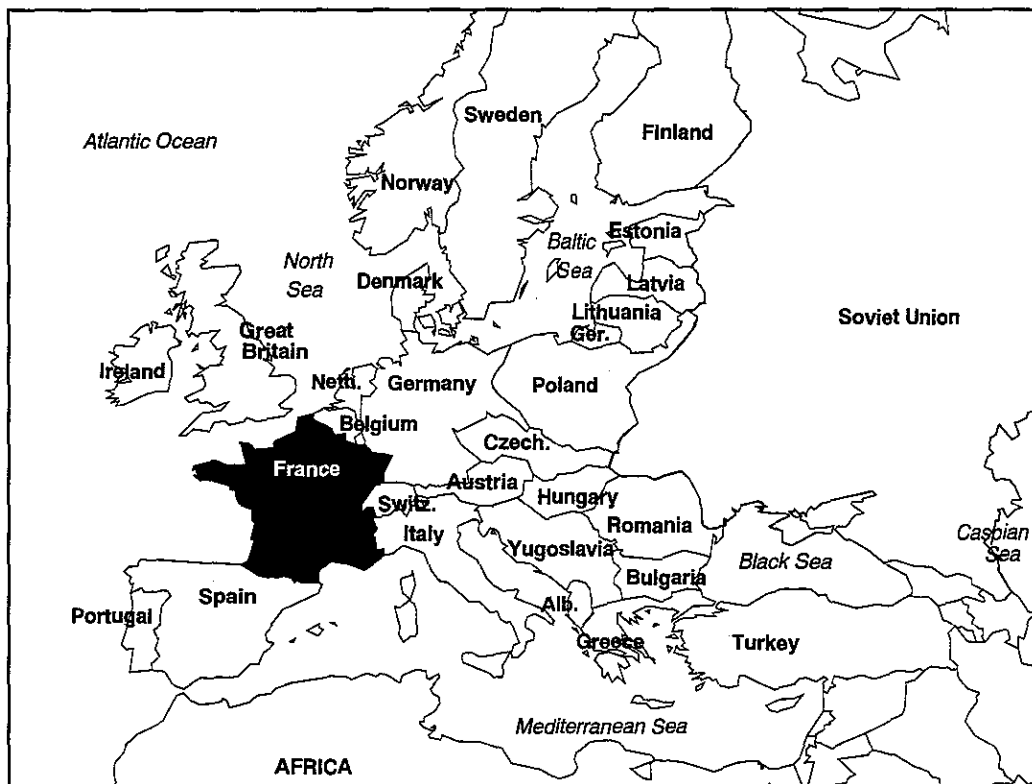 Sweden
Finland
Atlantic Ocean
Norway
Estonia
Baltic
Sea
North
Sea
Denmark
Latvia
Lithuania
Ger.
Soviet Union
Great
Britain
Ireland
Neth.
Germany
Poland
Belgium
Czech.
France
Austria
Switz.
Hungary
Romania
Italy
Yugoslavia
Caspian
Sea
Black Sea
Bulgaria
Spain
Portugal
Alb.
Greece
Turkey
Mediterranean Sea
AFRICA